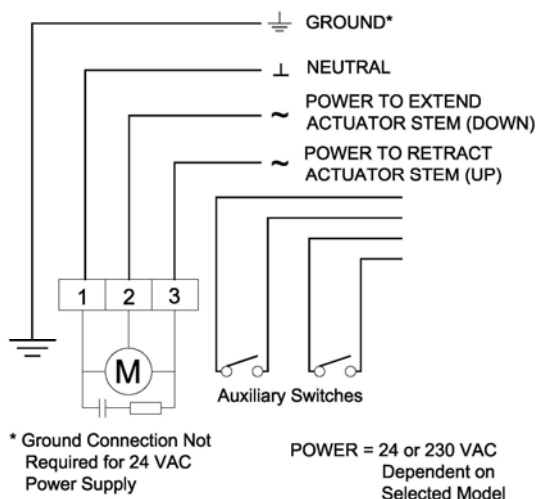 GROUND*
NEUTRAL
POWER TO EXTEND
ACTUATOR STEM (DOWN)
POWER TO RETRACT
ACTUATOR STEM (UP)
1 2 3
M
Auxiliary Switches
* Ground Connection Not
Required for 24 VAC
Power Supply
POWER = 24 or 230 VAC
Dependent on
Selected Model